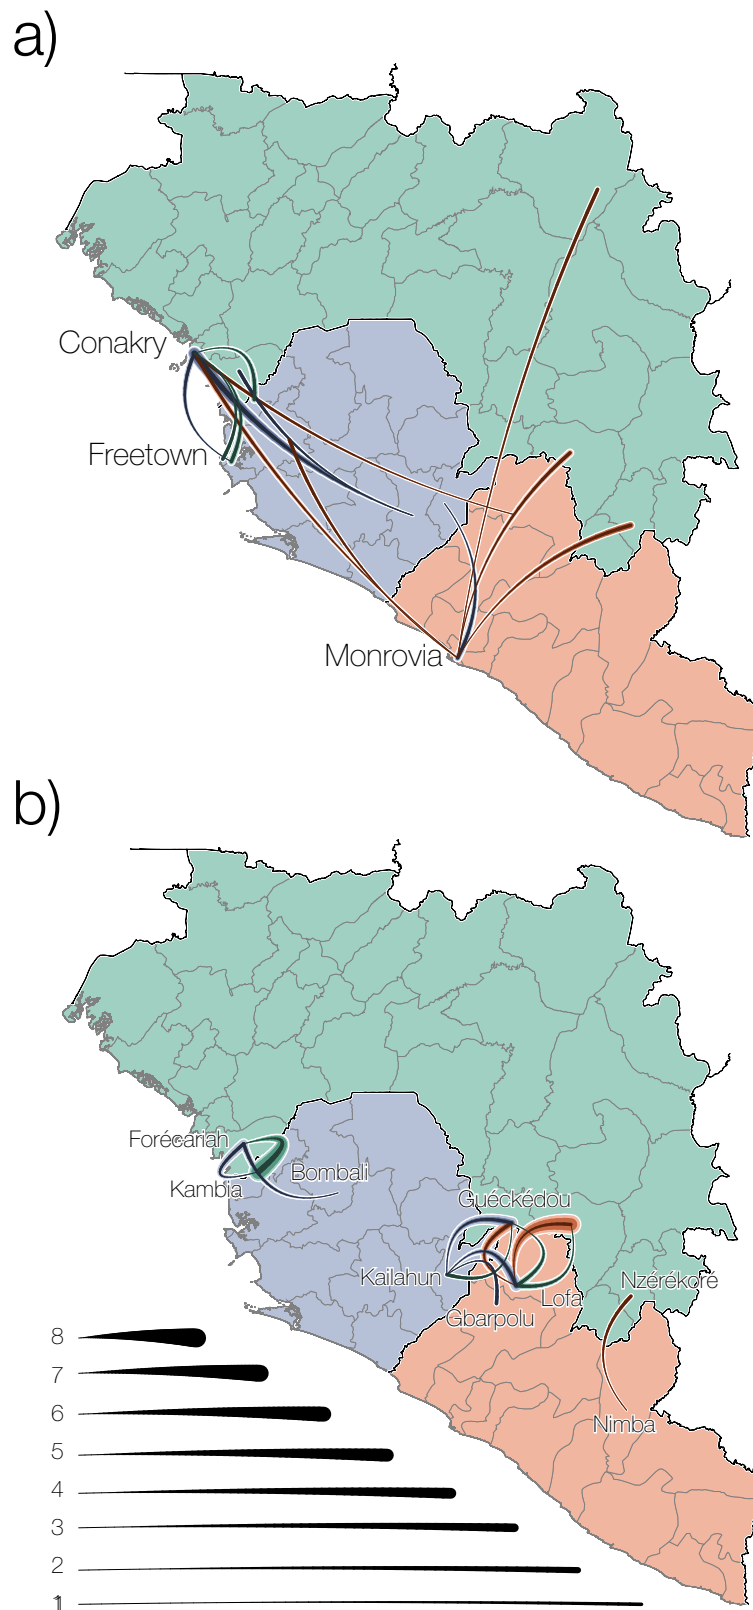 a)
Conakry
Freetown
Monrovia
b)
Forécariah
Bombali
Kambia
Guéckédou
Kailahun
Nzérékoré
Lofa
Gbarpolu
Nimba
8
7
6
5
4
3
2
1